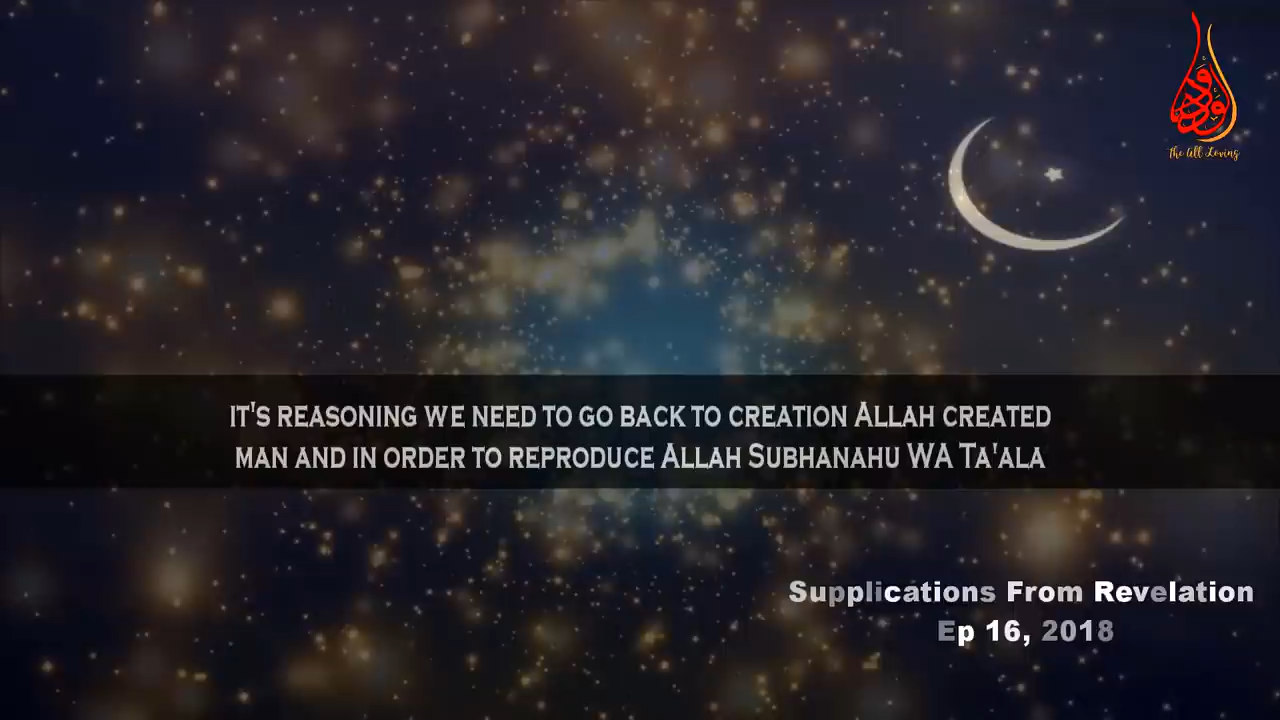 الودود
The All Loving
IT'S REASONING WE NEED TO GO BACK TO CREATION ALLAH CREATED
MAN AND IN ORDER TO REPRODUCE ALLAH SUBHANAHU WA TA'ALA
Supplications From Revelation
Ep 16, 2018